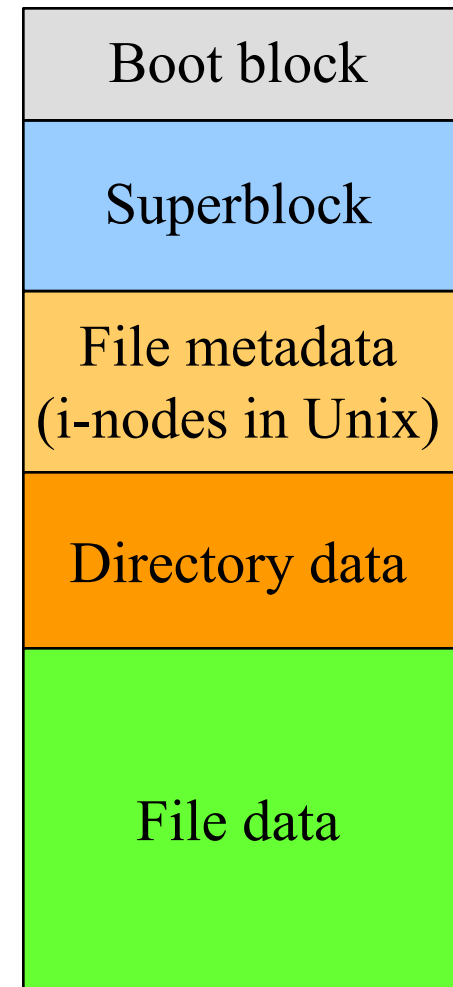 Boot block
Superblock
File metadata
(i-nodes in Unix)
Directory data
File data